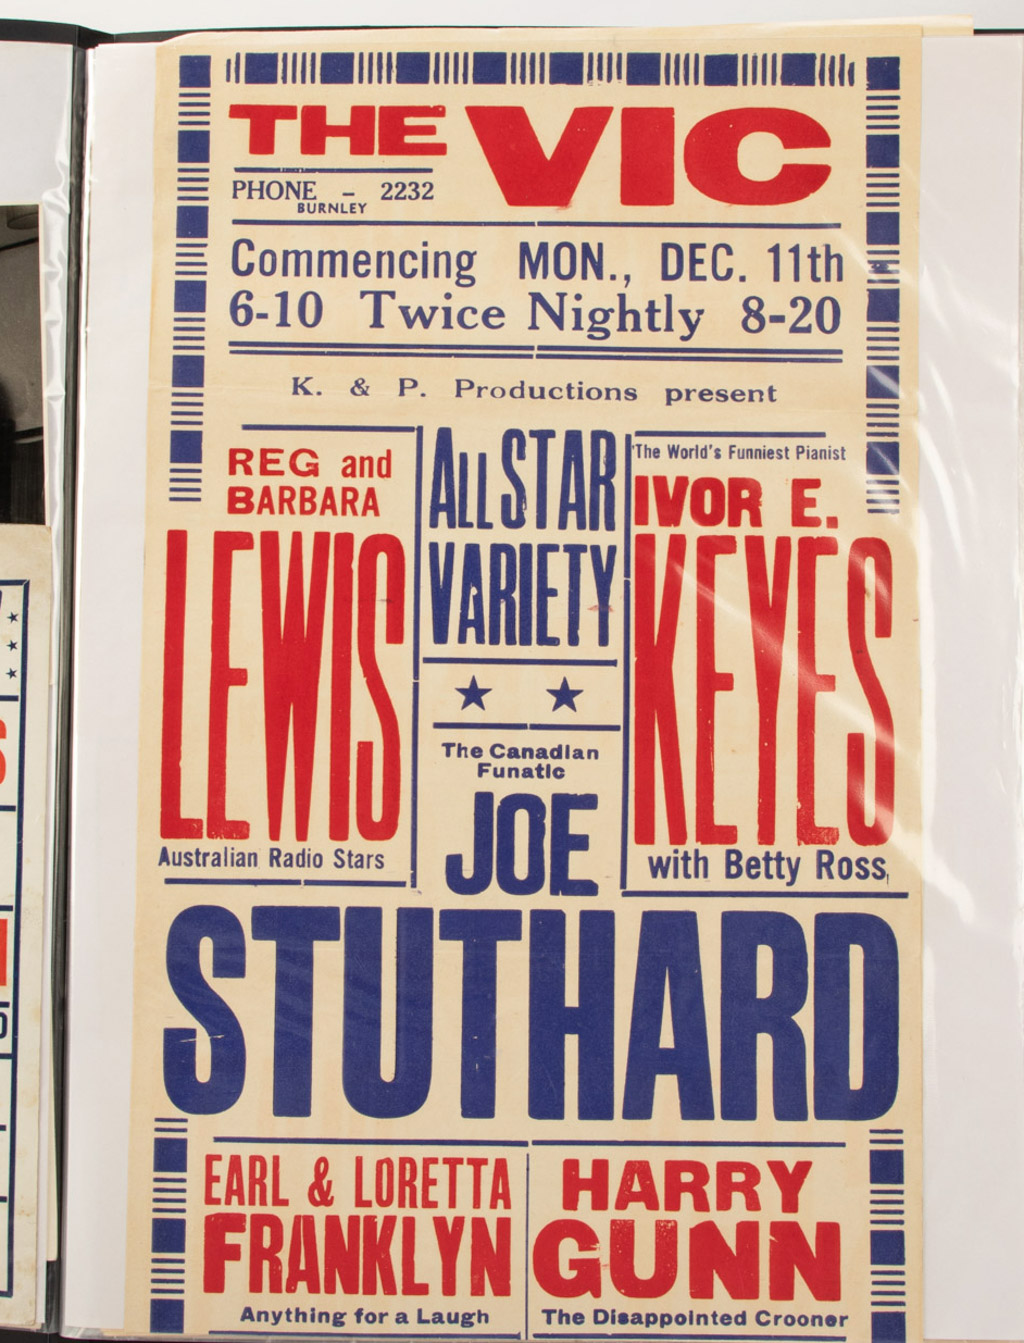 THE VIC
PHONE - 2232
BURNLEY
Commencing MON., DEC. 11th
6-10 Twice Nightly 8-20
K. & P. Productions present
REG and
BARBARA
LEWIS
Australian Radio Stars
ALL STAR
VARIETY
The Canadian
Funatic
JOE
'The World's Funniest Pianist
IVOR E.
KEYES
with Betty Ross,
STUTHARD
EARL & LORETTA
FRANKLYN
Anything for a Laugh
HARRY
GUNN
The Disappointed Crooner